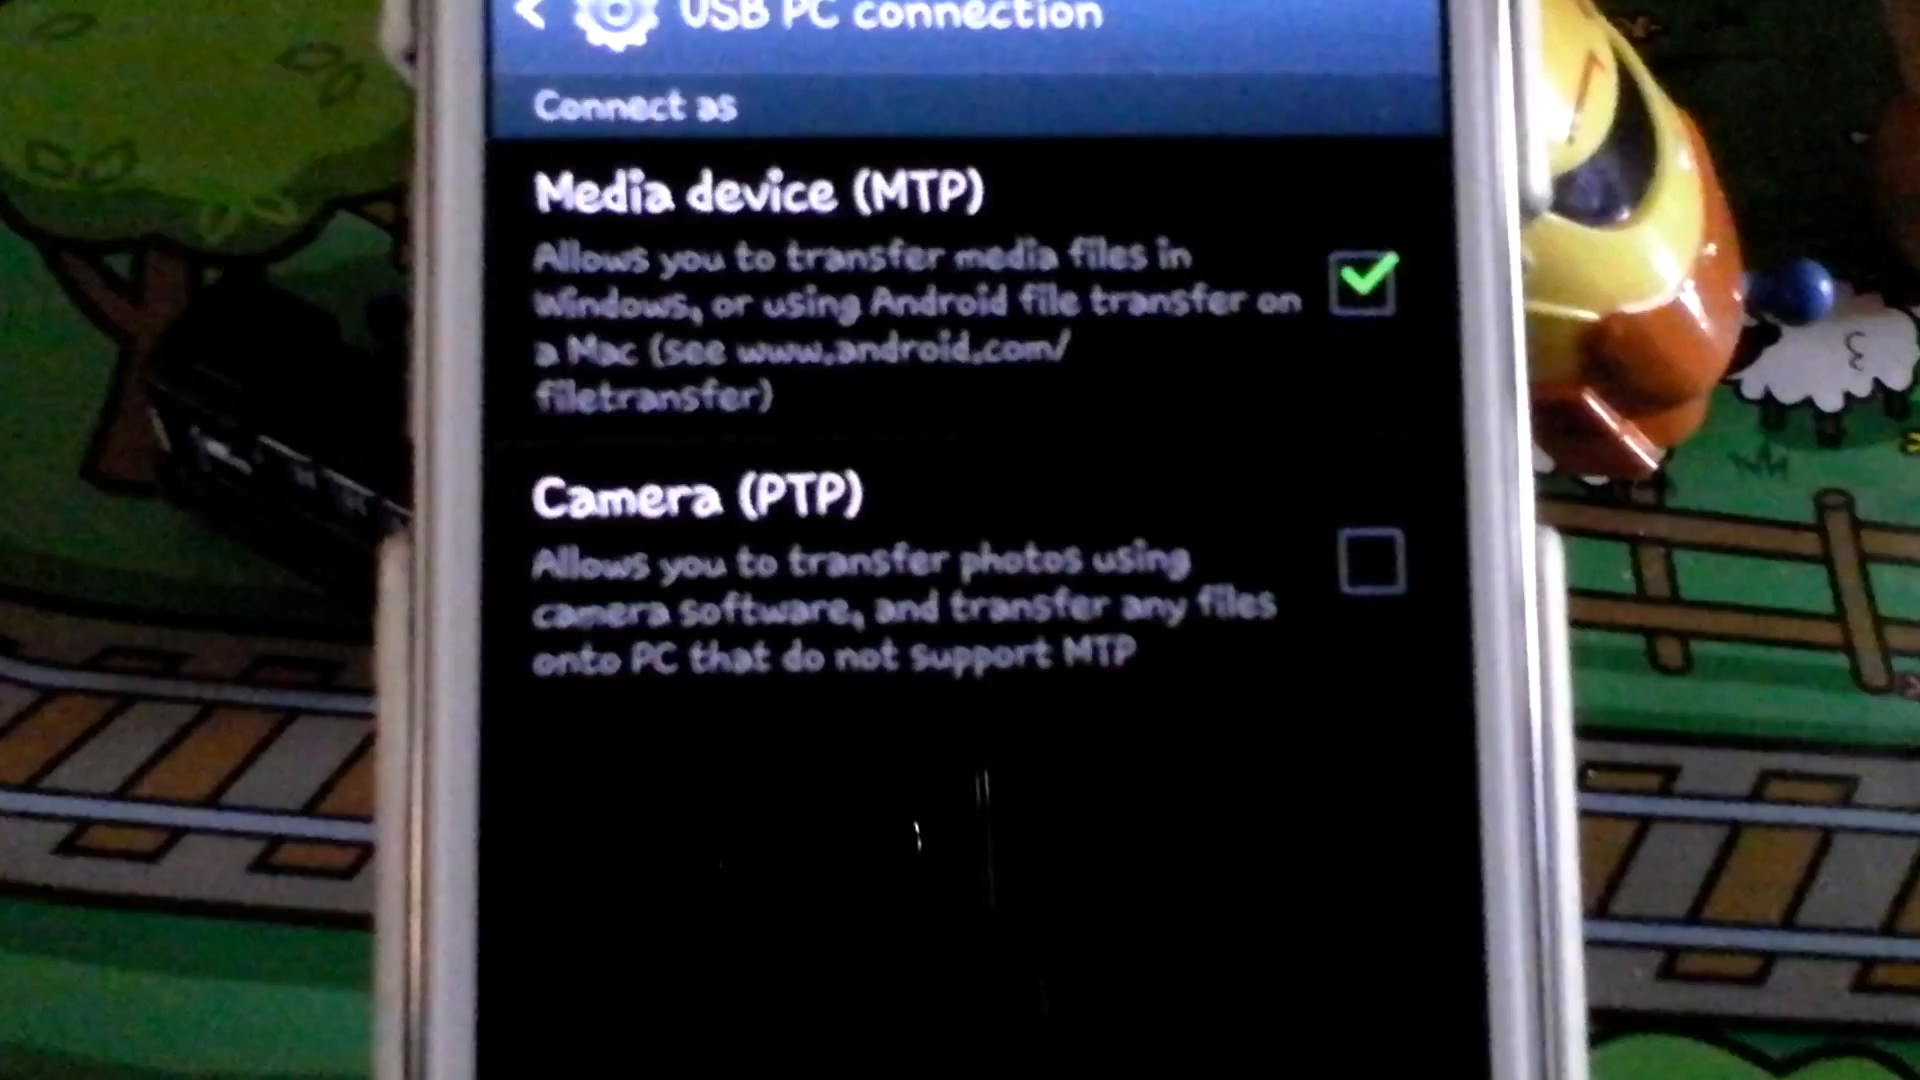 USB PC connection
Connect as
Media device (MTP)
Allows you to transfer media files in
Windows, or using Android file transfer on
a Mac (see www.android.com/
filetransfer)
Camera (PTP)
Allows you to transfer photos using
camera software, and transfer any files
onto PC that do not support MTP